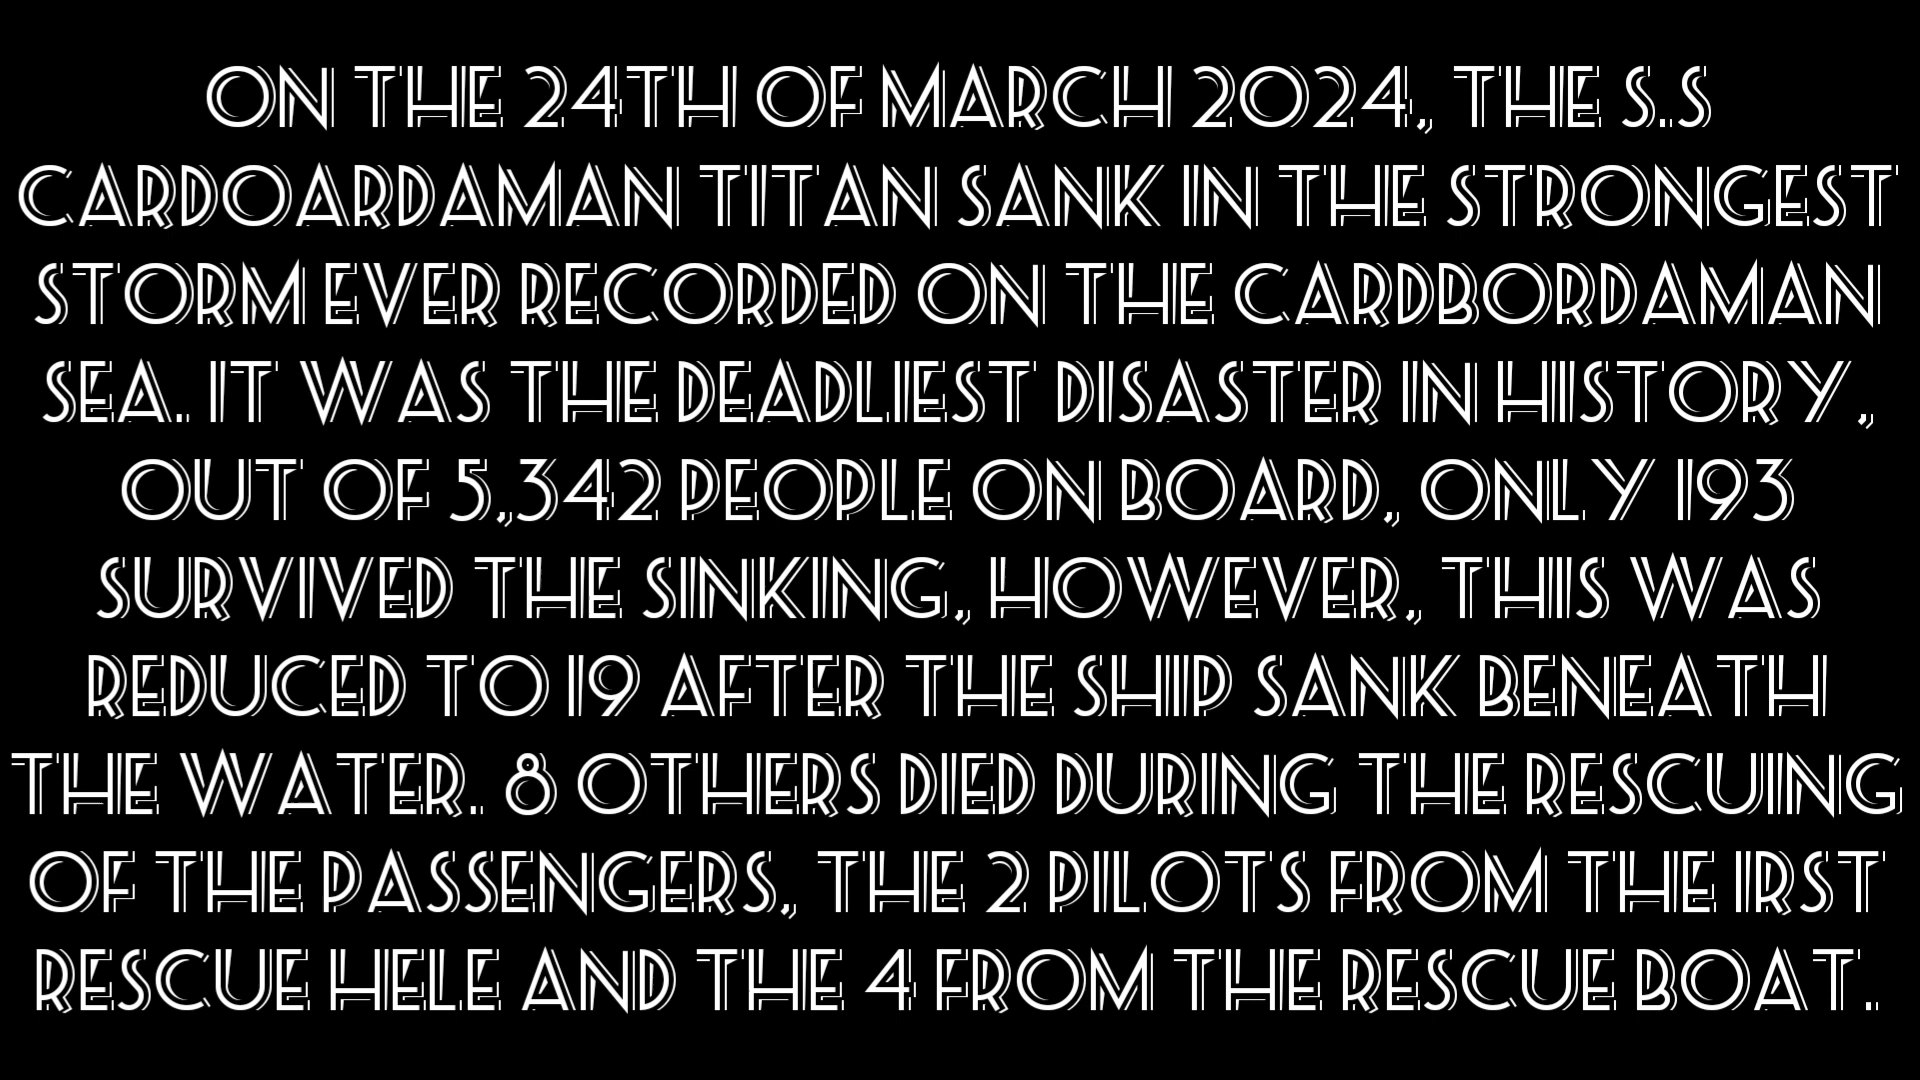 ON THE 24TH OF MARCH 2024, THE S.S
CARDOARDAMAN TITAN SANK IN THE STRONGEST
STORM EVER RECORDED ON THE CARDBORDAMAN
SEA. IT WAS THE DEADLIEST DISASTER IN HISTORY,
OUT OF 5,342 PEOPLE ON BOARD, ONLY 193
SURVIVED THE SINKING, HOWEVER, THIS WAS
REDUCED TO 19 AFTER THE SHIP SANK BENEATH
THE WATER. 8 OTHERS DIED DURING THE RESCUING
OF THE PASSENGERS, THE 2 PILOTS FROM THE IRST
RESCUE HELE AND THE 4 FROM THE RESCUE BOAT.